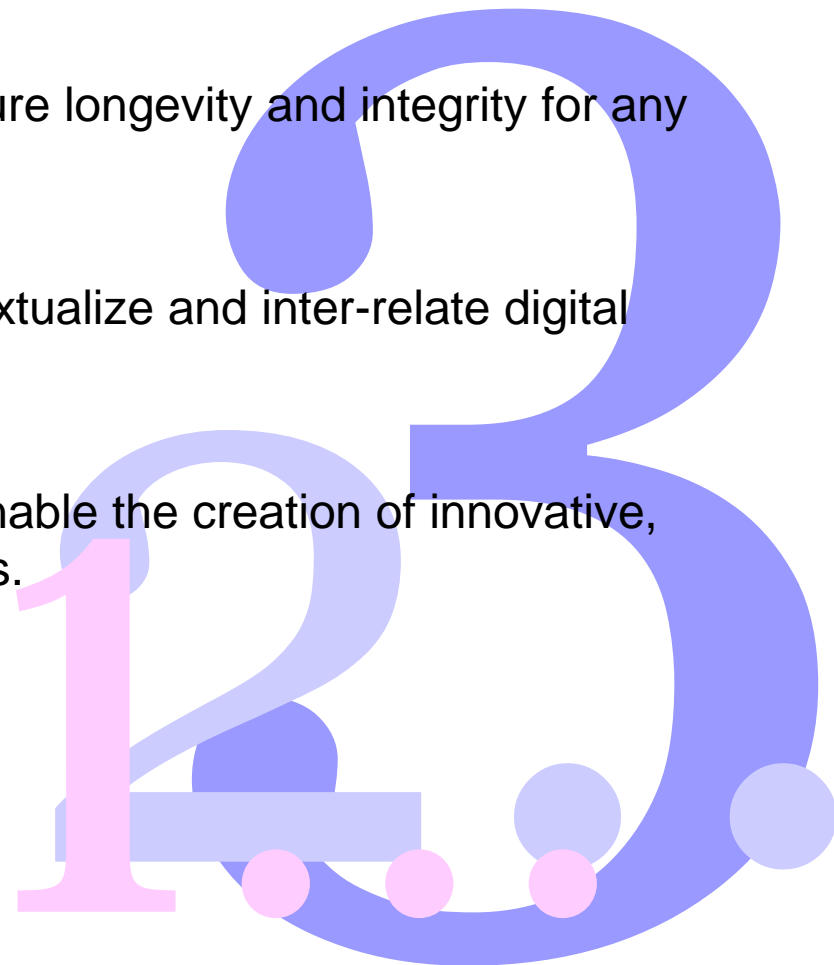 ure longevity and integrity for any
xtualize and inter-relate digital
nable the creation of innovative,
s.
3
2..
1...